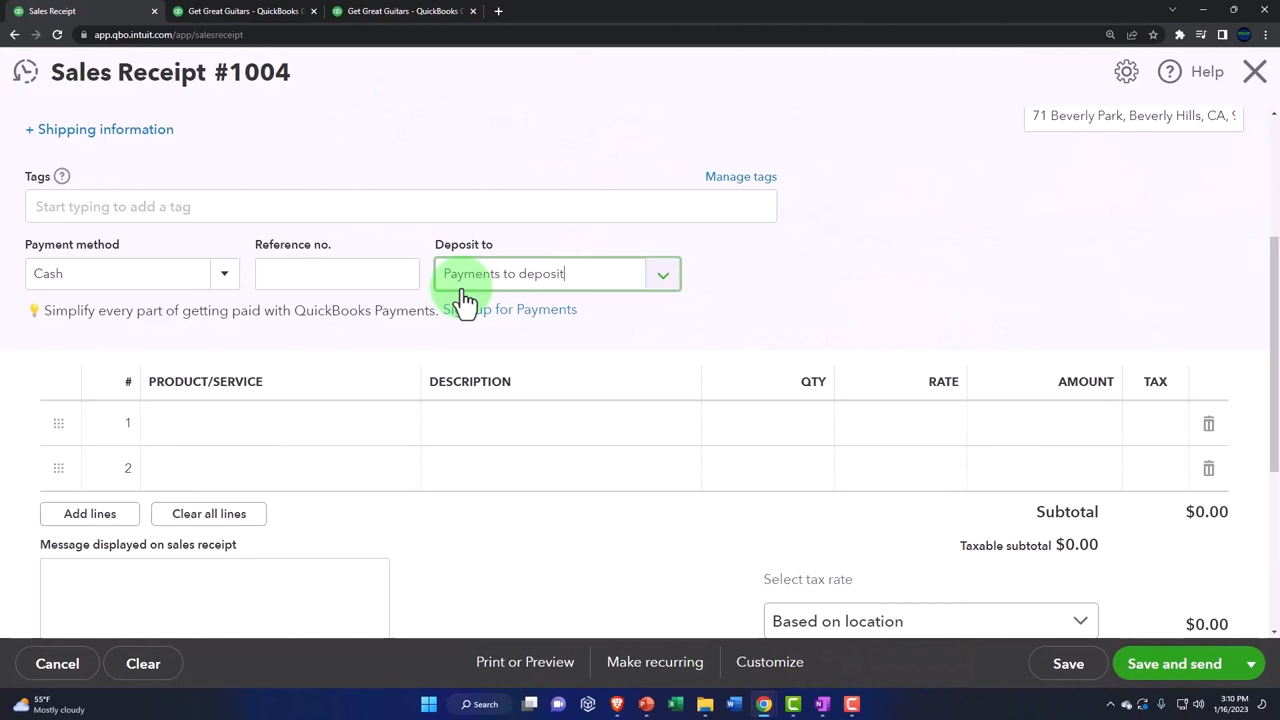 Sales Receipt
Get Great Guitars - QuickBooks C
Get Great Guitars - QuickBooks C
app.qbo.intuit.com/app/salesreceipt
Sales Receipt #1004
Help
+ Shipping information
71 Beverly Park, Beverly Hills, CA,
Tags
Manage tags
Start typing to add a tag
Payment method
Reference no.
Deposit to
Cash
Payments to deposit
Simplify every part of getting paid with QuickBooks Payments.
up for Payments
# PRODUCT/SERVICE DESCRIPTION QTY RATE AMOUNT TAX
1
2
Add lines
Clear all lines
Subtotal $0.00
Message displayed on sales receipt
Taxable subtotal $0.00
Select tax rate
Based on location
$0.00
Cancel
Clear
Print or Preview
Make recurring
Customize
Save
Save and send
55°F
Mostly cloudy
Search
3:10 PM
1/16/2023